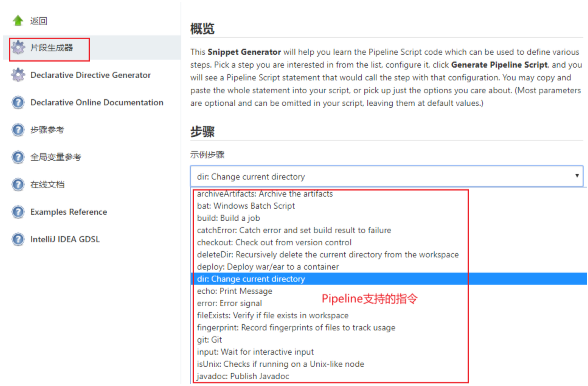 返回
片段生成器
Declarative Directive Generator
Declarative Online Documentation
步骤参考
全局变量参考
在线文档
Examples Reference
IntelliJ IDEA GDSL
概览
This Snippet Generator will help you learn the Pipeline Script code which can be used to define various
steps. Pick a step you are interested in from the list, configure it, click Generate Pipeline Script, and you
will see a Pipeline Script statement that would call the step with that configuration. You may copy and
paste the whole statement into your script, or pick up just the options you care about. (Most parameters
are optional and can be omitted in your script, leaving them at default values.)
步骤
示例步骤
dir: Change current directory
archiveArtifacts: Archive the artifacts
bat: Windows Batch Script
build: Build a job
catchError: Catch error and set build result to failure
checkout: Check out from version control
deleteDir: Recursively delete the current directory from the workspace
deploy: Deploy war/ear to a container
dir: Change current directory
echo: Print Message
error: Error signal
Pipeline支持的指令
fileExists: Verify if file exists in workspace
fingerprint: Record fingerprints of files to track usage
git: Git
input: Wait for interactive input
isUnix: Checks if running on a Unix-like node
javadoc: Publish Javadoc